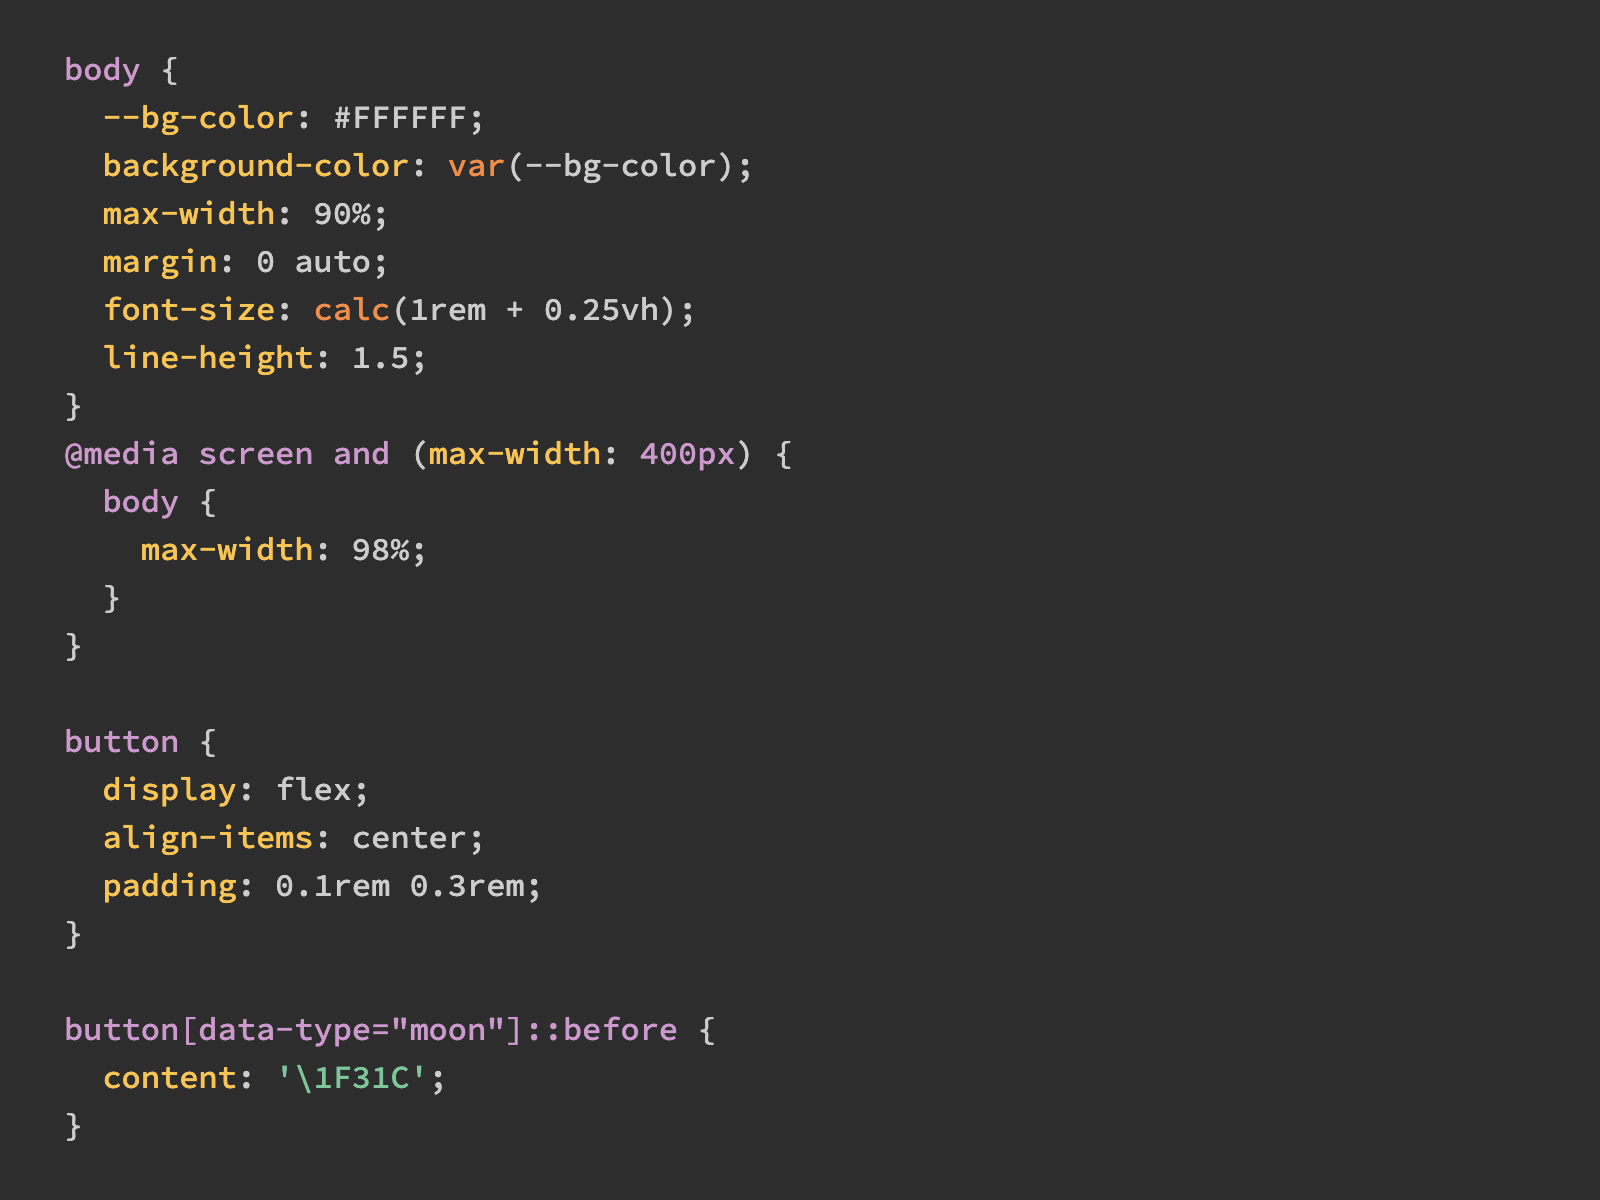 body {
  --bg-color: #FFFFFF;
  background-color: var(--bg-color);
  max-width: 90%;
  margin: 0 auto;
  font-size: calc(1rem + 0.25vh);
  line-height: 1.5;
}
@media screen and (max-width: 400px) {
  body {
    max-width: 98%;
  }
}

button {
  display: flex;
  align-items: center;
  padding: 0.1rem 0.3rem;
}

button[data-type="moon"]::before {
  content: '\1F31C';
}